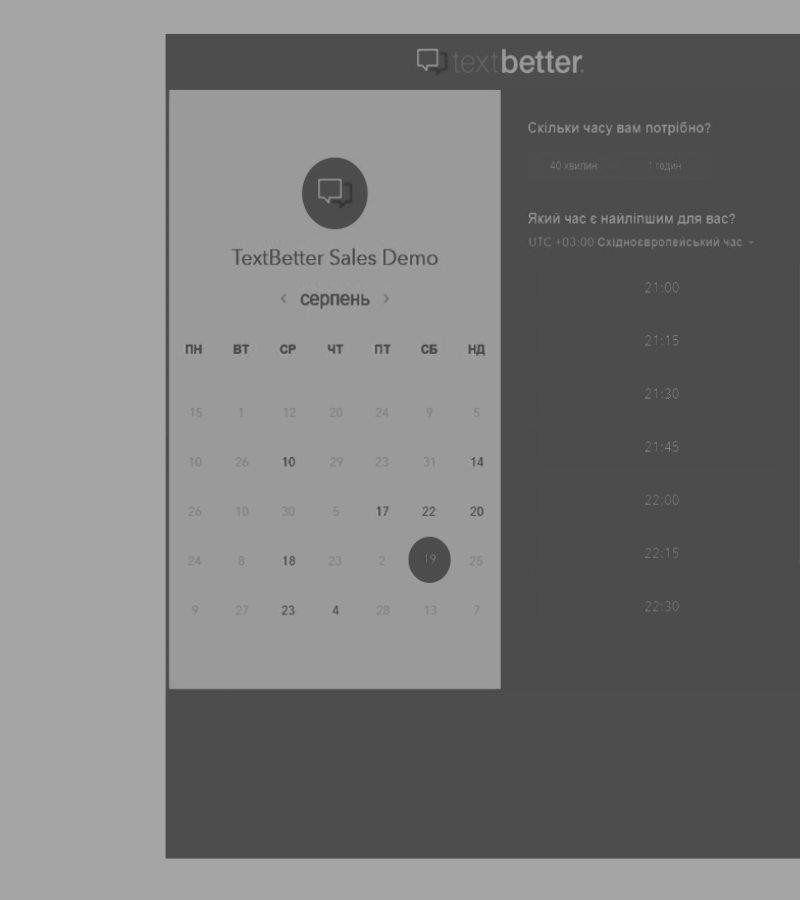 textbetter.
TextBetter Sales Demo
‹ серпень ›
ПН ВТ СР ЧТ ПТ СБ НД
15 1 12 20 24 9 5
10 26 10 29 23 31 14
26 10 30 5 17 22 20
24 8 18 23 2 19 25
9 27 23 4 28 13 7
Скільки часу вам потрібно?
40 хвилин 1 годин
Який час є найліпшим для вас?
UTC +03:00 Східноєвропейський час
21:00
21:15
21:30
21:45
22:00
22:15
22:30